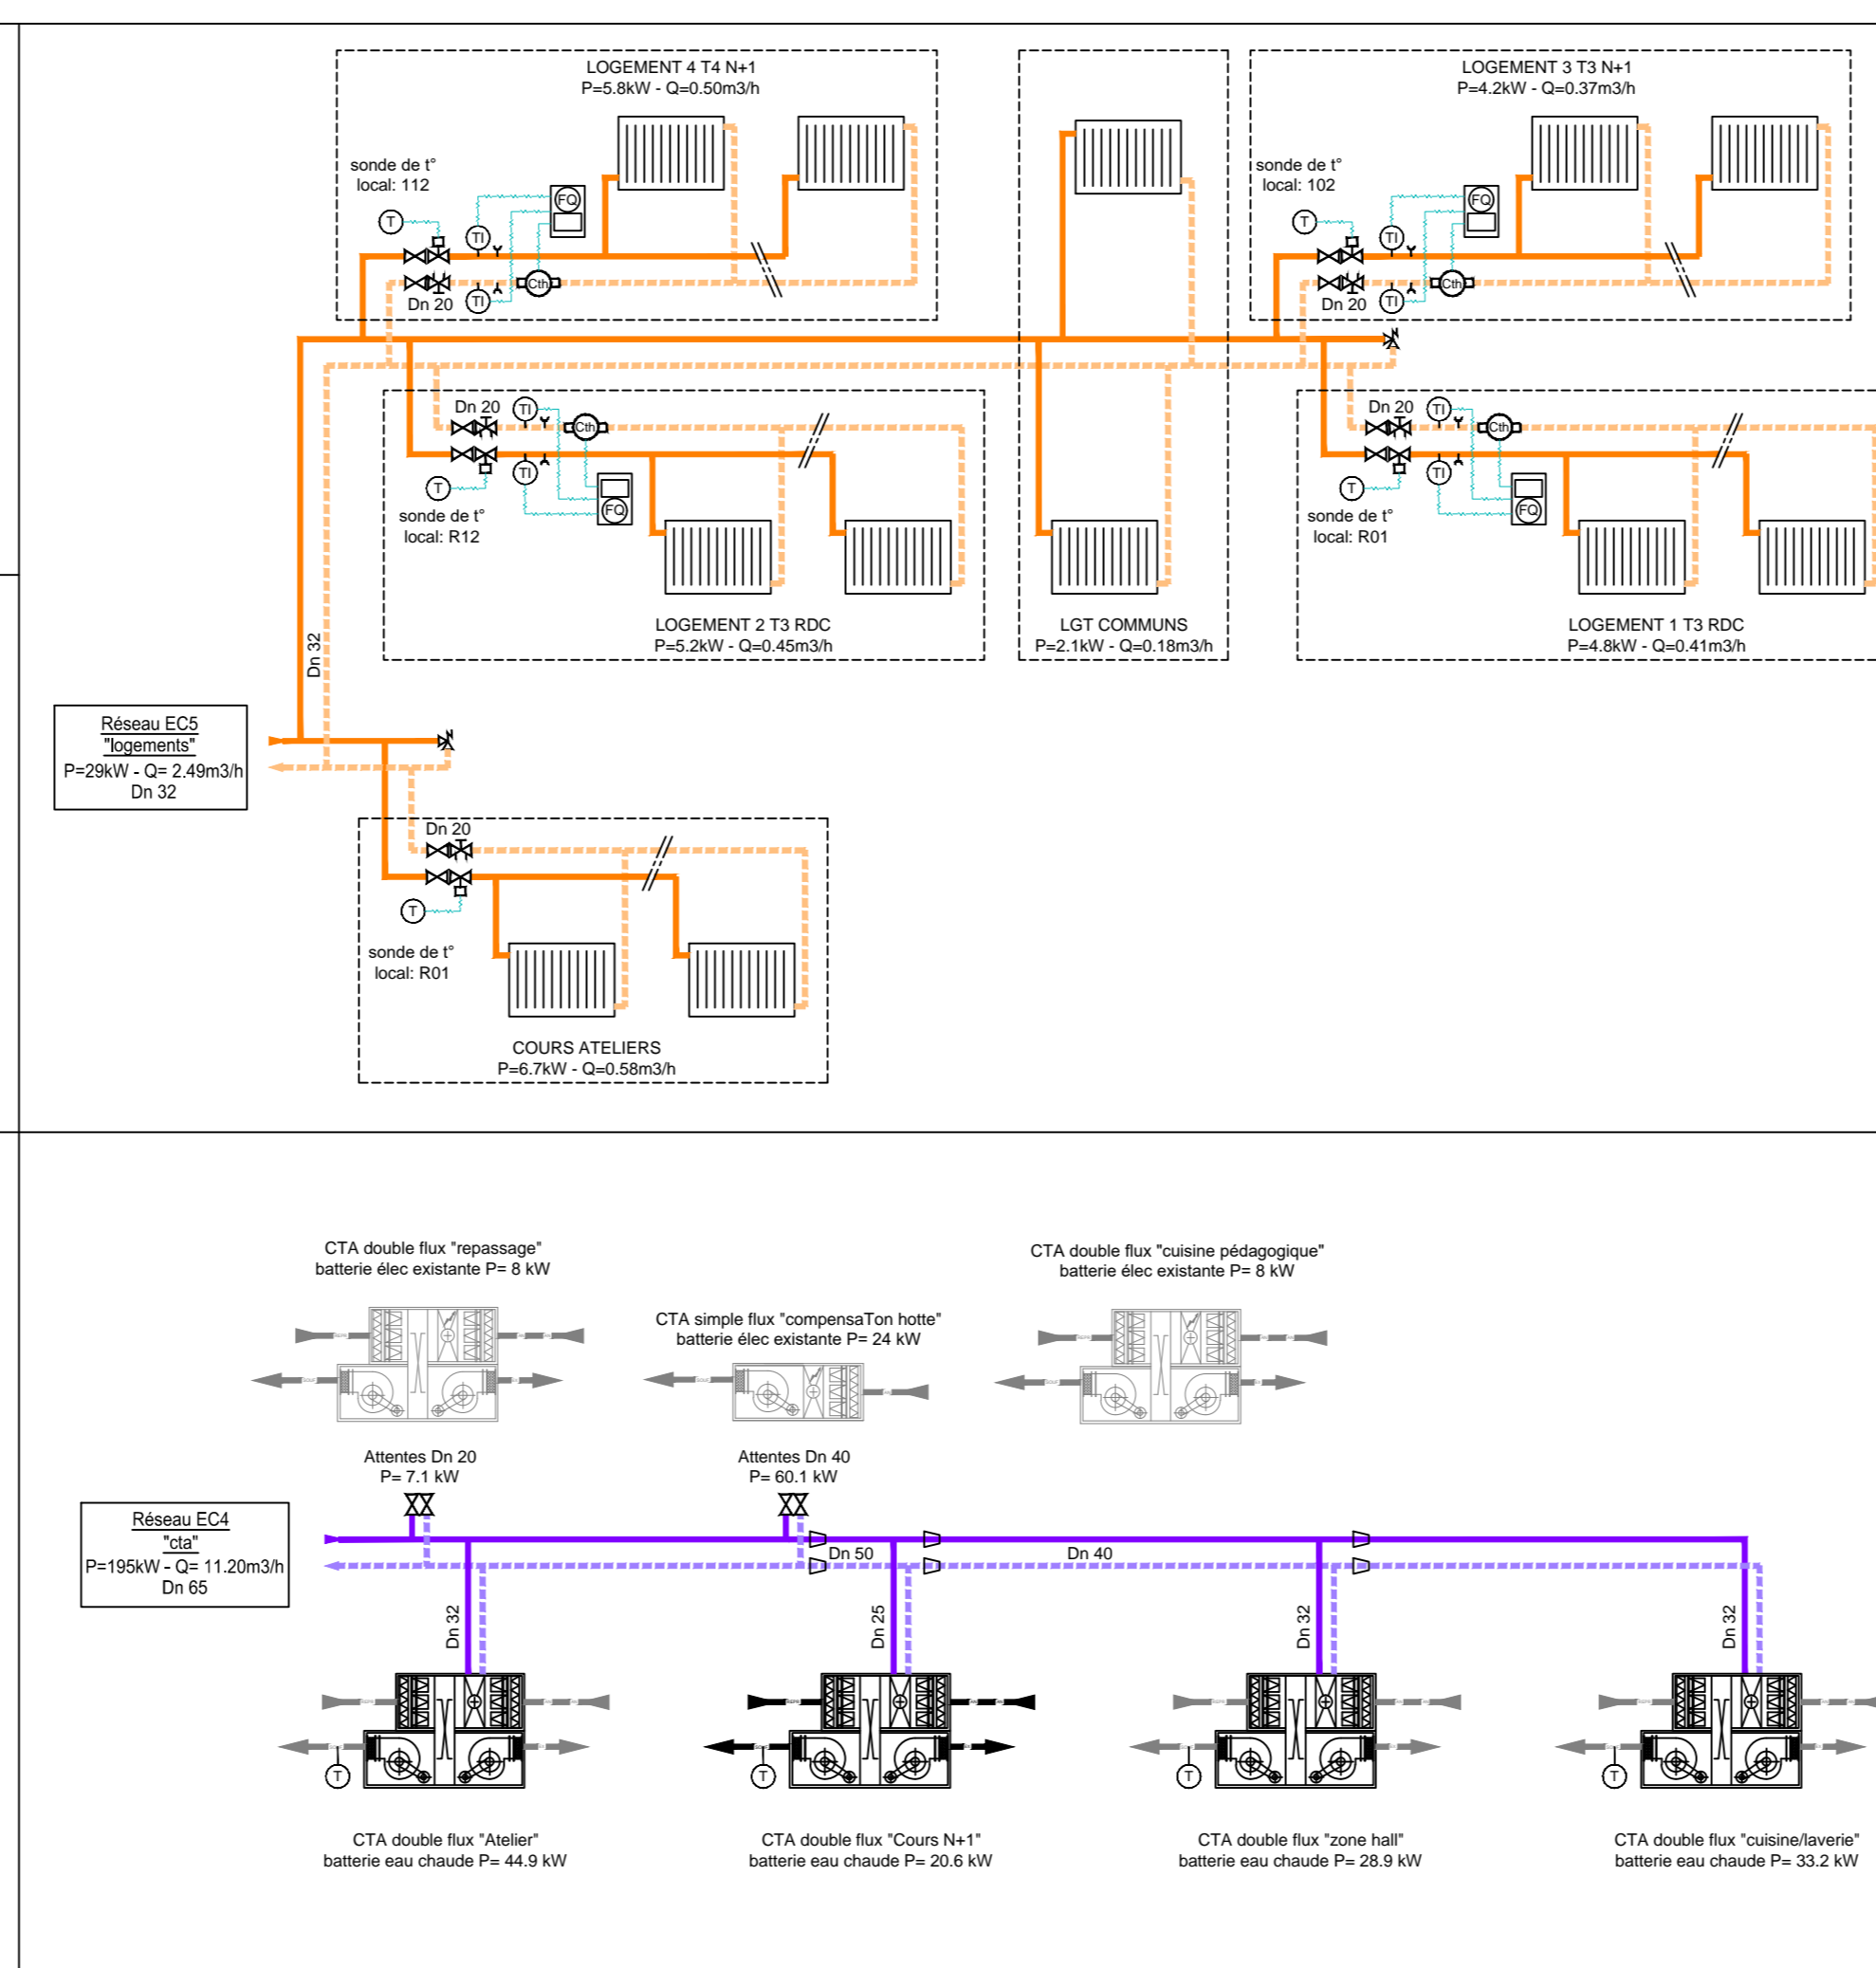 LOGEMENT 4 T4 N+1
P=5.8kW - Q=0.50m3/h
sonde de t°
local: 112
T
TI
FQ
Cth
TI
Dn 20
LOGEMENT 3 T3 N+1
P=4.2kW - Q=0.37m3/h
sonde de t°
local: 102
T
TI
FQ
Cth
TI
Dn 20
Dn 20
TI
Cth
TI
T
FQ
sonde de t°
local: R12
LOGEMENT 2 T3 RDC
P=5.2kW - Q=0.45m3/h
LGT COMMUNS
P=2.1kW - Q=0.18m3/h
Dn 20
TI
Cth
TI
T
FQ
sonde de t°
local: R01
LOGEMENT 1 T3 RDC
P=4.8kW - Q=0.41m3/h
Dn 32
Réseau EC5
"logements"
P=29kW - Q= 2.49m3/h
Dn 32
Dn 20
T
sonde de t°
local: R01
COURS ATELIERS
P=6.7kW - Q=0.58m3/h
CTA double flux "repassage"
batterie élec existante P= 8 kW
CTA simple flux "compensaTon hotte"
batterie élec existante P= 24 kW
CTA double flux "cuisine pédagogique"
batterie élec existante P= 8 kW
Attentes Dn 20
P= 7.1 kW
Attentes Dn 40
P= 60.1 kW
Réseau EC4
"cta"
P=195kW - Q= 11.20m3/h
Dn 65
Dn 50
Dn 40
Dn 32
Dn 25
Dn 32
Dn 32
T
T
T
T
CTA double flux "Atelier"
batterie eau chaude P= 44.9 kW
CTA double flux "Cours N+1"
batterie eau chaude P= 20.6 kW
CTA double flux "zone hall"
batterie eau chaude P= 28.9 kW
CTA double flux "cuisine/laverie"
batterie eau chaude P= 33.2 kW